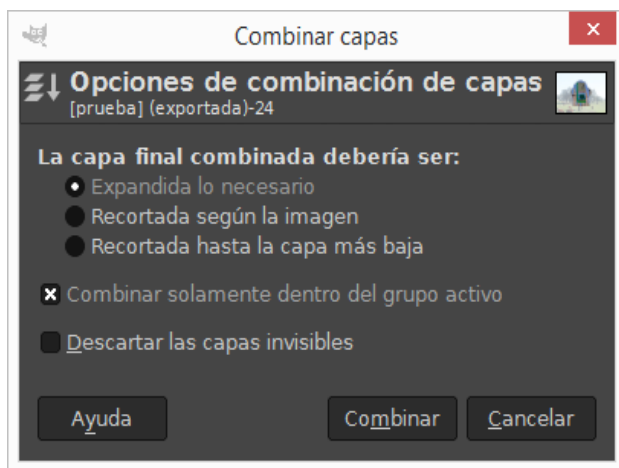 Combinar capas
Opciones de combinación de capas
[prueba] (exportada)-24
La capa final combinada debería ser:
Expandida lo necesario
Recortada según la imagen
Recortada hasta la capa más baja
Combinar solamente dentro del grupo activo
Descartar las capas invisibles
Ayuda Combinar Cancelar